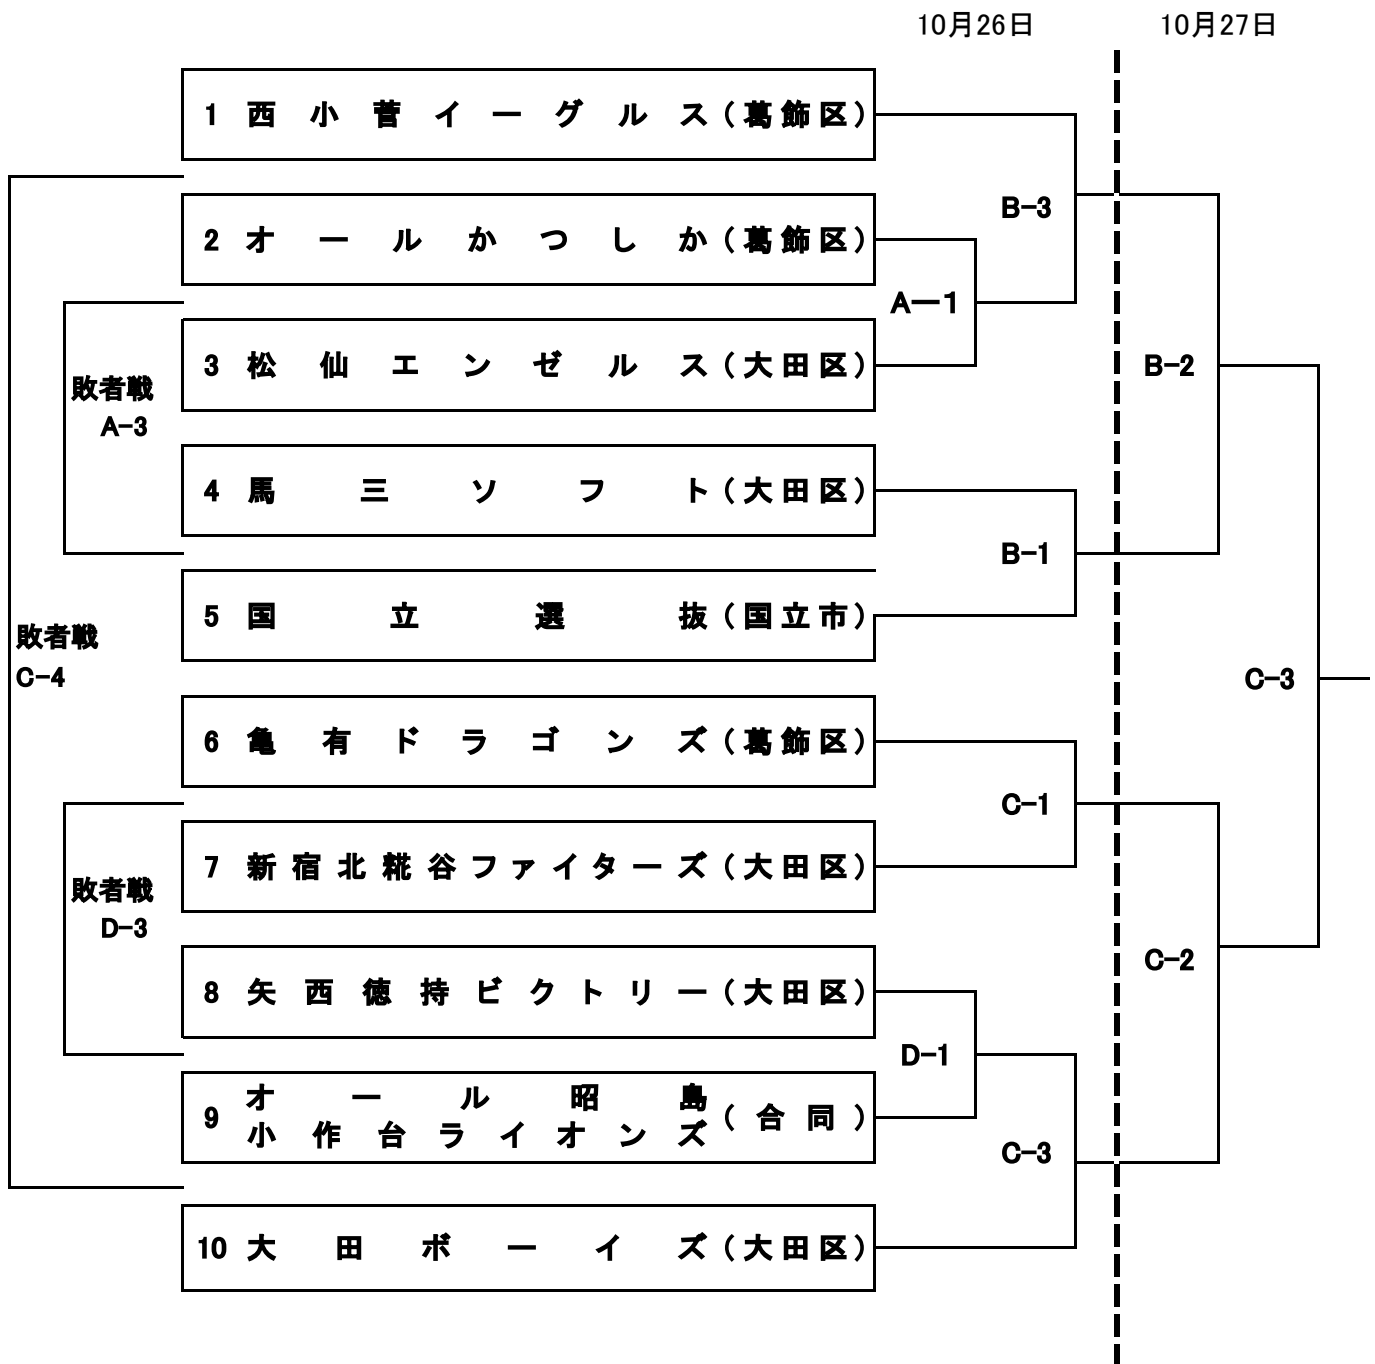 10月26日
10月27日
1 西小菅イーグルス(葛飾区)
B-3
2 オールかつしか(葛飾区)
A－1
3 松仙エンゼルス(大田区)
B-2
敗者戦
A-3
4 馬三ソフト(大田区)
B-1
5 国立選抜(国立市)
敗者戦
C-4
C-3
6 亀有ドラゴンズ(葛飾区)
C-1
7 新宿北糀谷ファイターズ(大田区)
敗者戦
D-3
C-2
8 矢西徳持ビクトリー(大田区)
D-1
オール昭島
9 (合同)
小作台ライオンズ
C-3
10 大田ボーイズ(大田区)